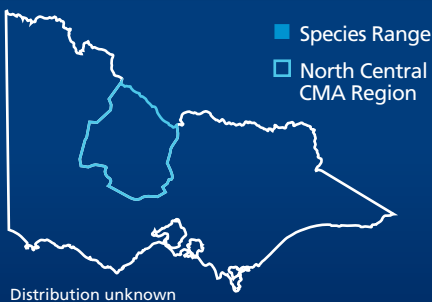 Species Range
North Central
CMA Region
Distribution unknown